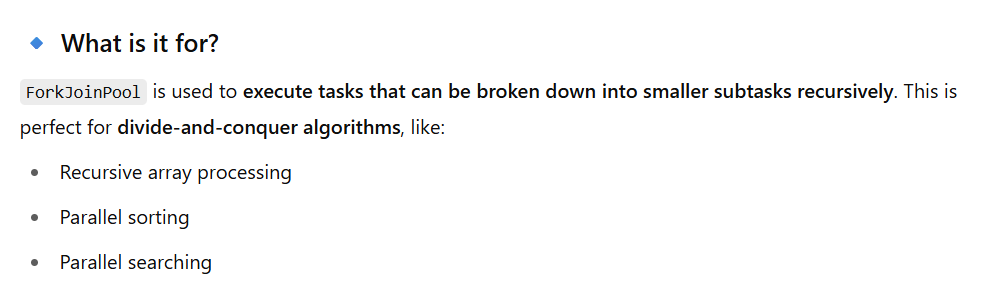 What is it for?
ForkJoinPool is used to execute tasks that can be broken down into smaller subtasks recursively. This is
perfect for divide-and-conquer algorithms, like:
Recursive array processing
Parallel sorting
Parallel searching